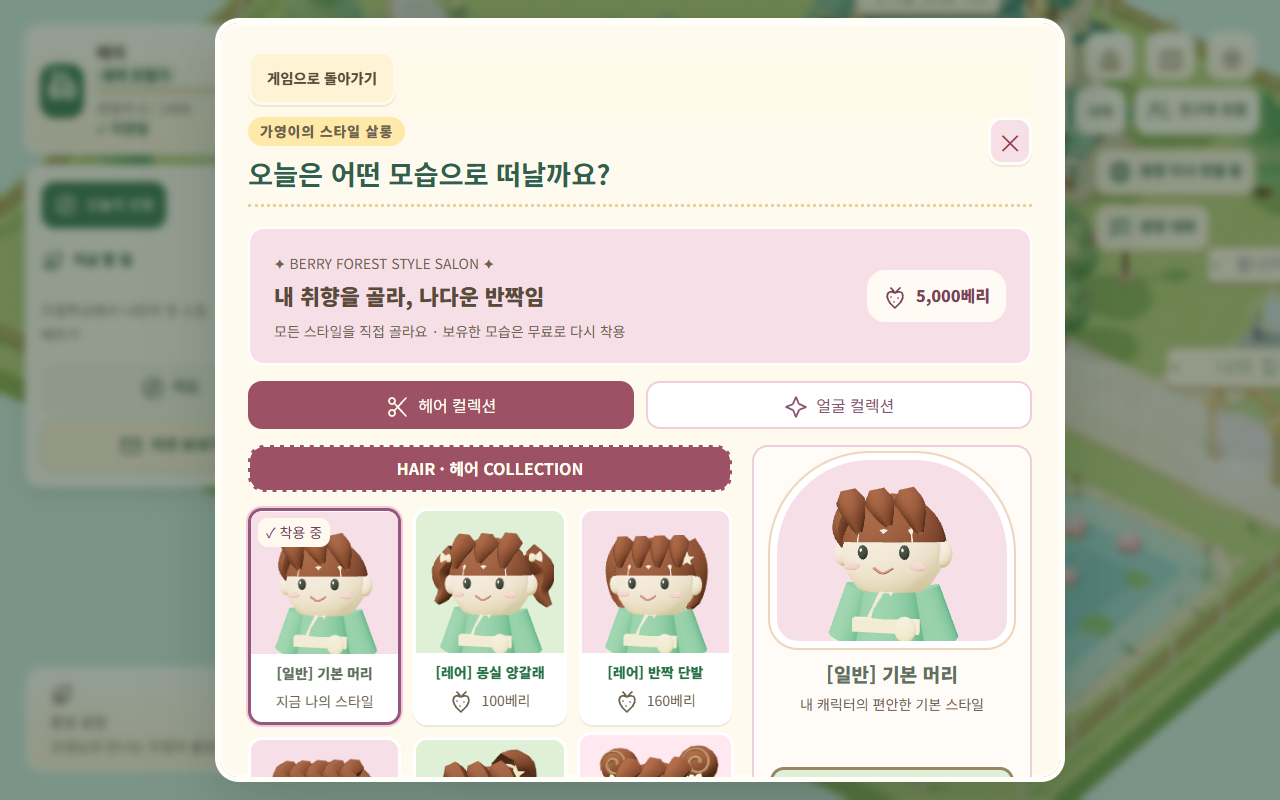 게임으로 돌아가기
가영이의 스타일 살롱
오늘은 어떤 모습으로 떠날까요?
✦ BERRY FOREST STYLE SALON ✦
내 취향을 골라, 나다운 반짝임
모든 스타일을 직접 골라요 · 보유한 모습은 무료로 다시 착용
5,000베리
헤어 컬렉션
얼굴 컬렉션
HAIR · 헤어 COLLECTION
✓ 착용 중
[일반] 기본 머리
지금 나의 스타일
[레어] 몽실 양갈래
100베리
[레어] 반짝 단발
160베리
[일반] 기본 머리
내 캐릭터의 편안한 기본 스타일